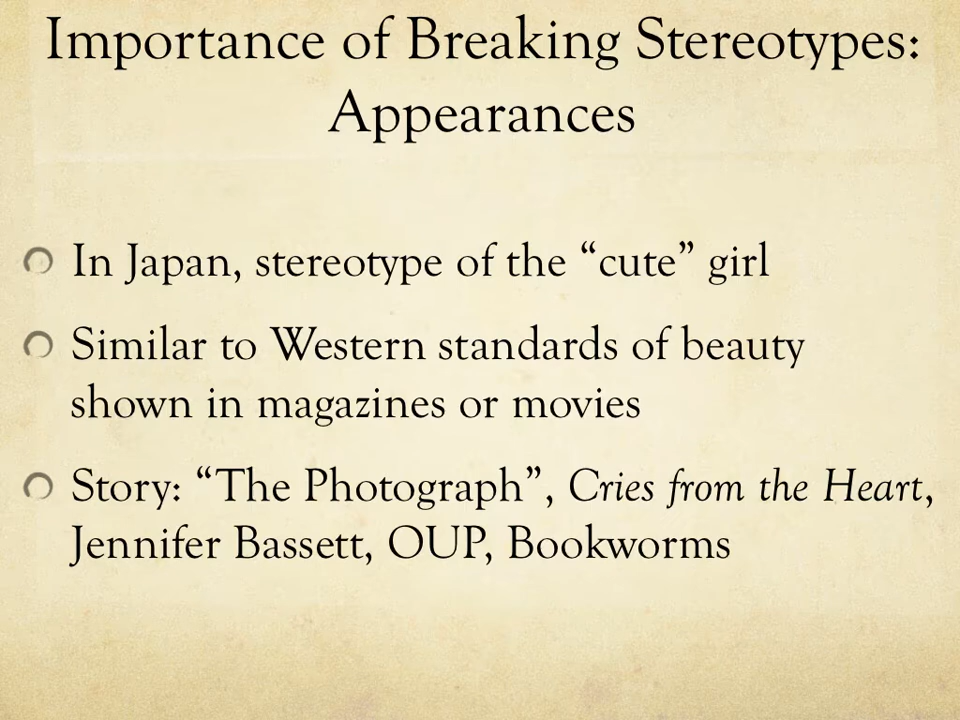 Importance of Breaking Stereotypes:
Appearances
In Japan, stereotype of the “cute” girl
Similar to Western standards of beauty
shown in magazines or movies
Story: “The Photograph”, Cries from the Heart,
Jennifer Bassett, OUP, Bookworms